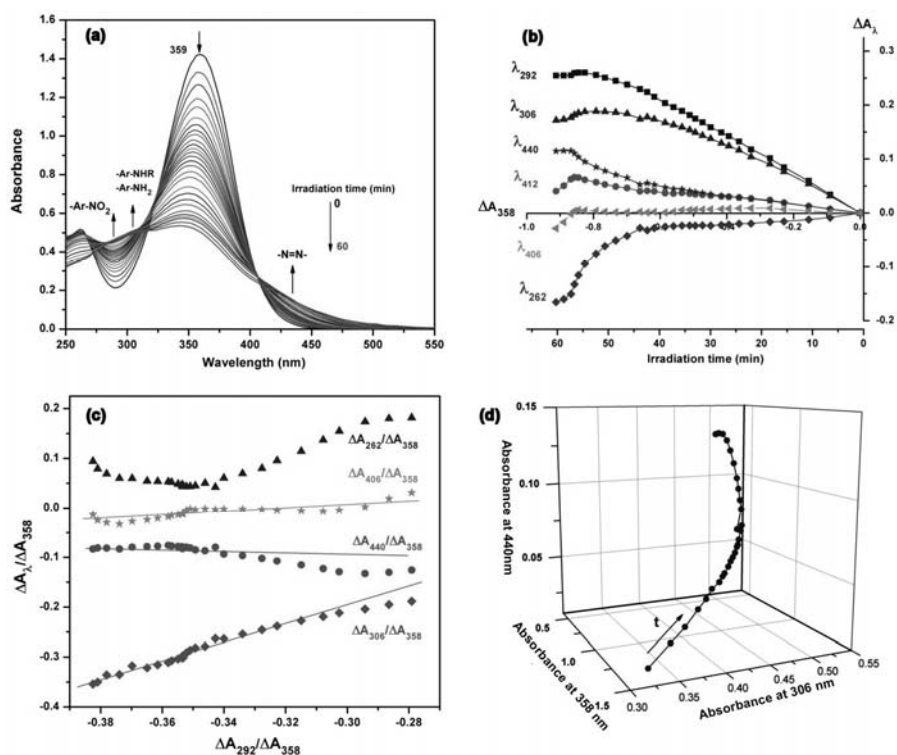 (a)
359
-Ar-NHR
-Ar-NH2
-Ar-NO2
Irradiation time (min)
0
60
-N=N-
Absorbance
1.6
1.4
1.2
1.0
0.8
0.6
0.4
0.2
0.0
250 300 350 400 450 500 550
Wavelength (nm)
(b)
ΔAλ
0.3
0.2
0.1
0.0
-0.1
-0.2
λ292
λ306
λ440
λ412
ΔA358
λ406
λ262
-1.0 -0.8 -0.6 -0.4 -0.2 0.0
60 50 40 30 20 10 0
Irradiation time (min)
(c)
ΔAλ/ΔA358
0.2
0.1
0.0
-0.1
-0.2
-0.3
-0.4
ΔA262/ΔA358
ΔA406/ΔA358
ΔA440/ΔA358
ΔA306/ΔA358
-0.38 -0.36 -0.34 -0.32 -0.30 -0.28
ΔA292/ΔA358
(d)
Absorbance at 440nm
0.15
0.10
0.05
t
0.5
1.0
1.5
Absorbance at 358 nm
0.30 0.35 0.40 0.45 0.50 0.55
Absorbance at 306 nm